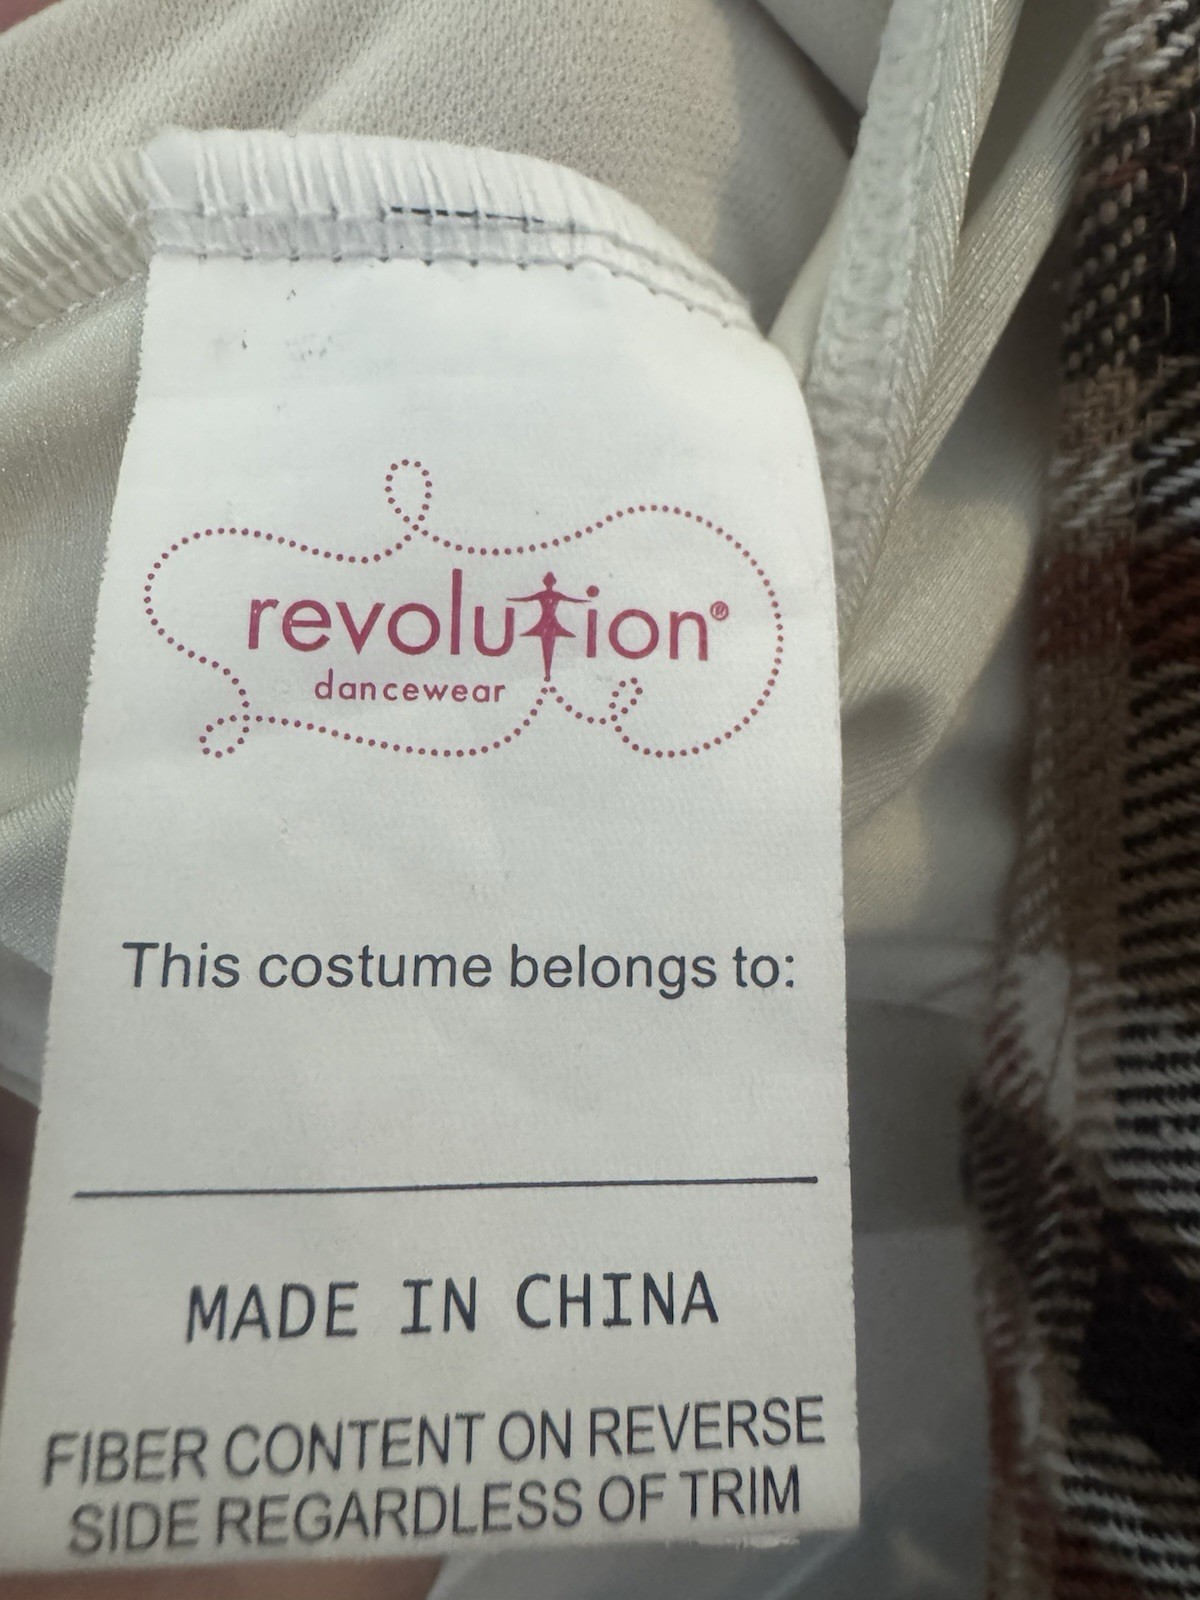 revolution®
dancewear
This costume belongs to:
MADE IN CHINA
FIBER CONTENT ON REVERSE
SIDE REGARDLESS OF TRIM